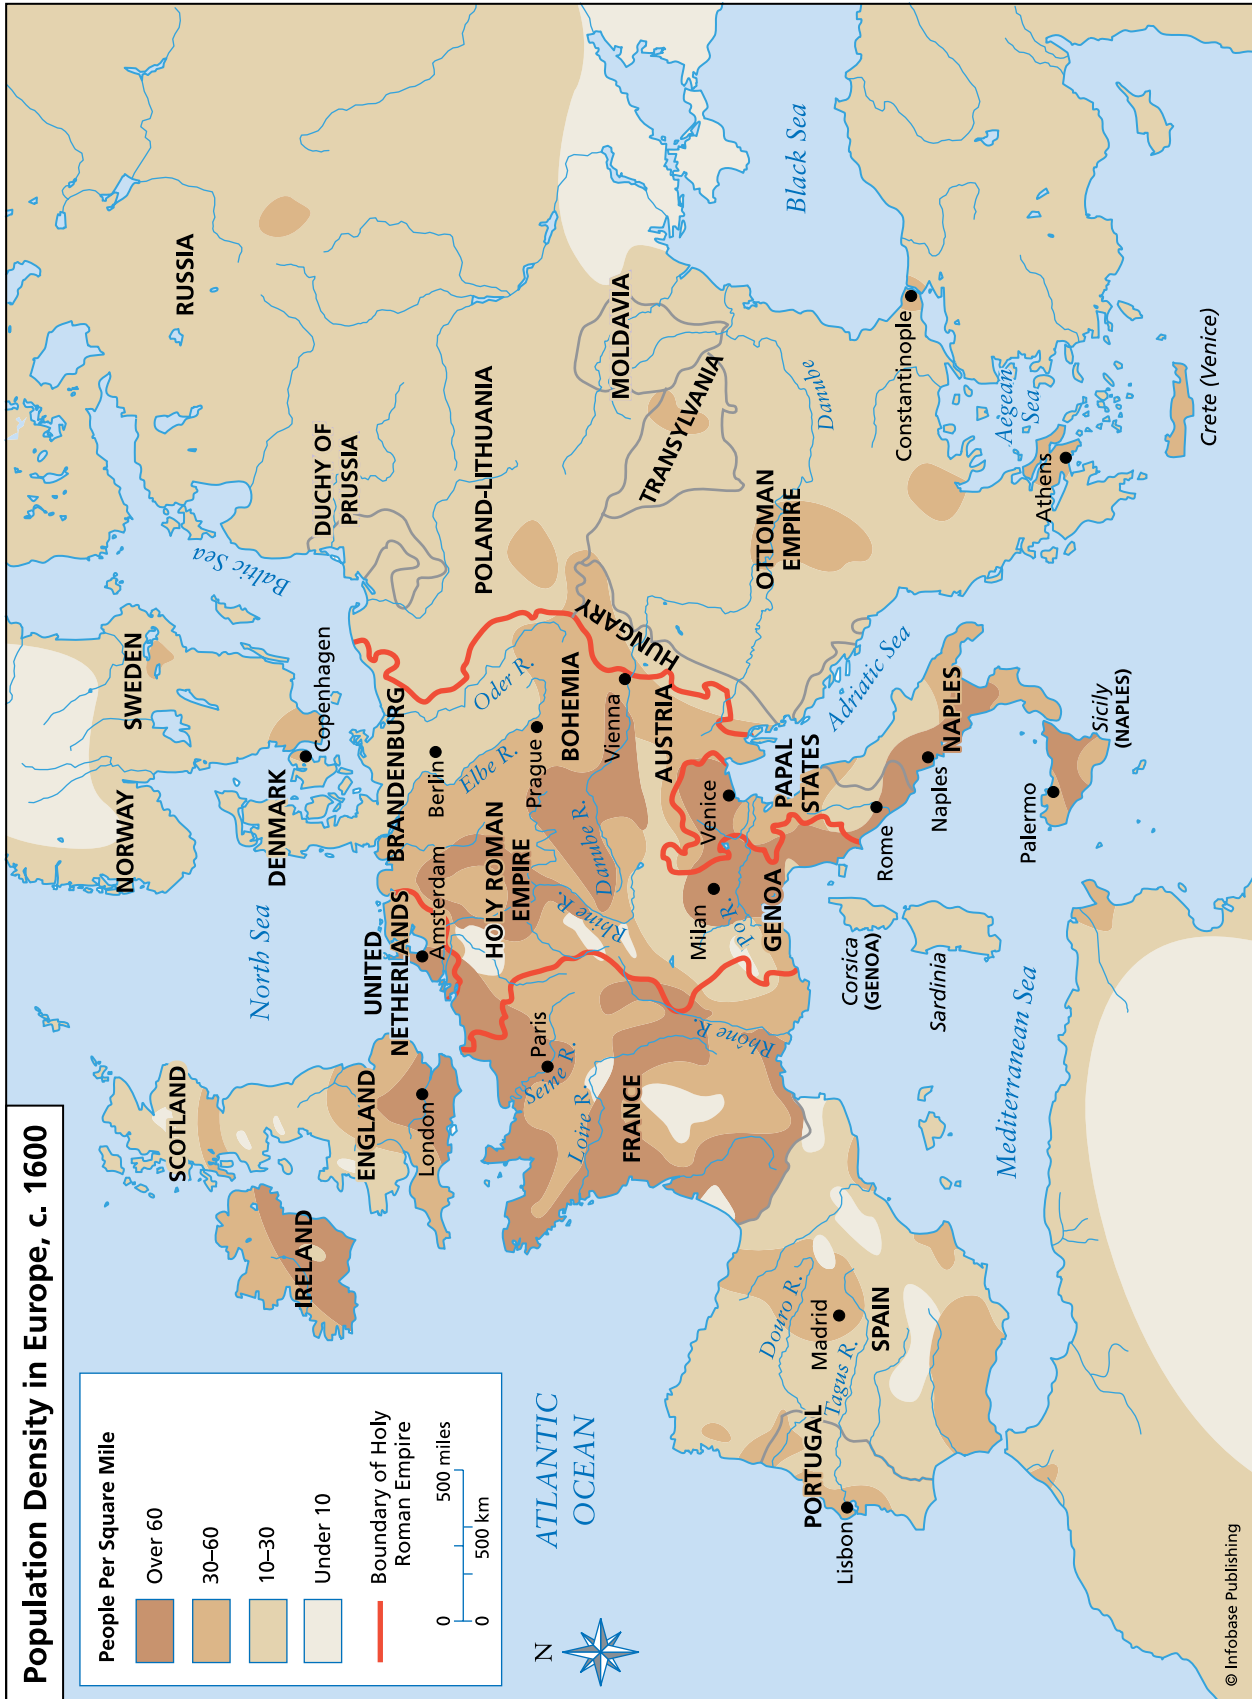 Population Density in Europe, c. 1600
People Per Square Mile
Over 60
30–60
10–30
Under 10
Boundary of Holy
Roman Empire
0
500 miles
0
500 km
N
ATLANTIC
OCEAN
North Sea
Baltic Sea
Black Sea
Mediterranean Sea
Adriatic Sea
Aegean
Sea
SCOTLAND
IRELAND
ENGLAND
London
NORWAY
SWEDEN
DENMARK
Copenhagen
RUSSIA
DUCHY OF
PRUSSIA
POLAND-LITHUANIA
UNITED
NETHERLANDS
Amsterdam
BRANDENBURG
Berlin
HOLY ROMAN
EMPIRE
Elbe R.
Oder R.
Prague
BOHEMIA
Vienna
AUSTRIA
HUNGARY
Rhine R.
Danube R.
Paris
Seine R.
Loire R.
FRANCE
Rhône R.
MOLDAVIA
TRANSYLVANIA
Danube
OTTOMAN
EMPIRE
Constantinople
Athens
Crete (Venice)
Milan
Venice
Po R.
GENOA
PAPAL
STATES
Rome
Naples
NAPLES
Palermo
Sicily
(NAPLES)
Corsica
(GENOA)
Sardinia
Douro R.
Madrid
Tagus R.
SPAIN
PORTUGAL
Lisbon
© Infobase Publishing